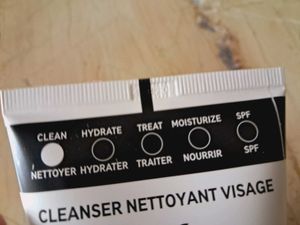 CLEAN HYDRATE TREAT MOISTURIZE SPF
NETTOYER HYDRATER TRAITER NOURRIR SPF
CLEANSER NETTOYANT VISAGE